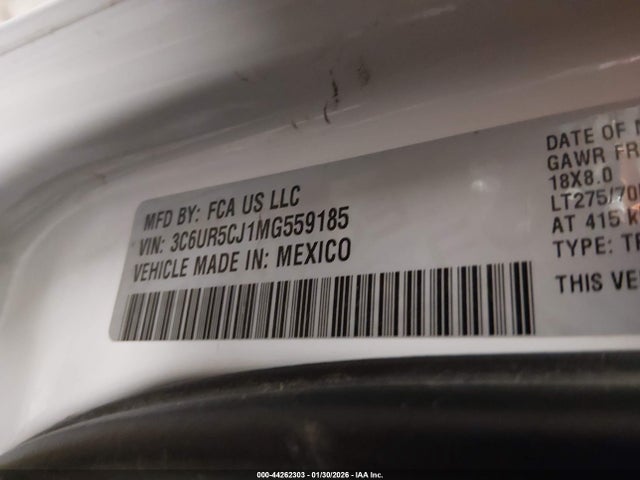 MFD BY: FCA US LLC
VIN: 3C6UR5CJ1MG559185
VEHICLE MADE IN: MEXICO
DATE OF
GAWR FR
18X8.0
LT275/70
AT 415 K
TYPE: T
THIS VE
000-44262303 - 01/30/2026 - IAA Inc.